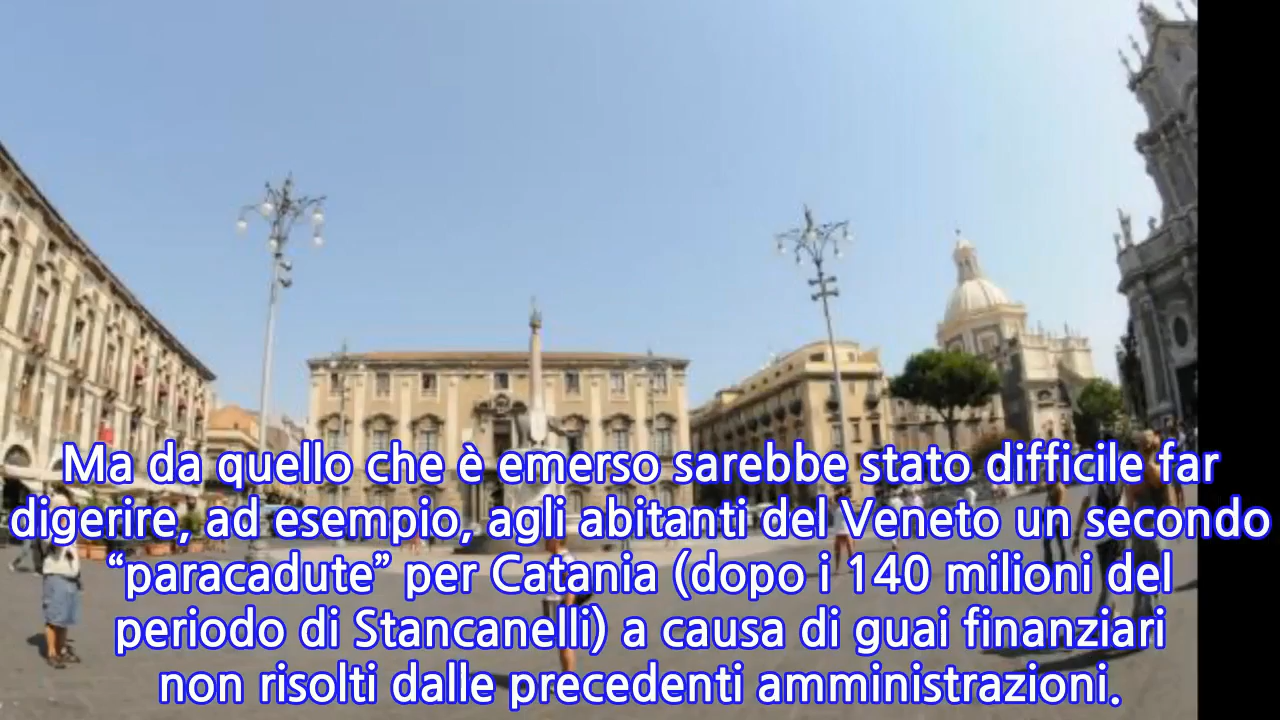 Ma da quello che è emerso sarebbe stato difficile far
digerire, ad esempio, agli abitanti del Veneto un secondo
“paracadute” per Catania (dopo i 140 milioni del
periodo di Stancanelli) a causa di guai finanziari
non risolti dalle precedenti amministrazioni.